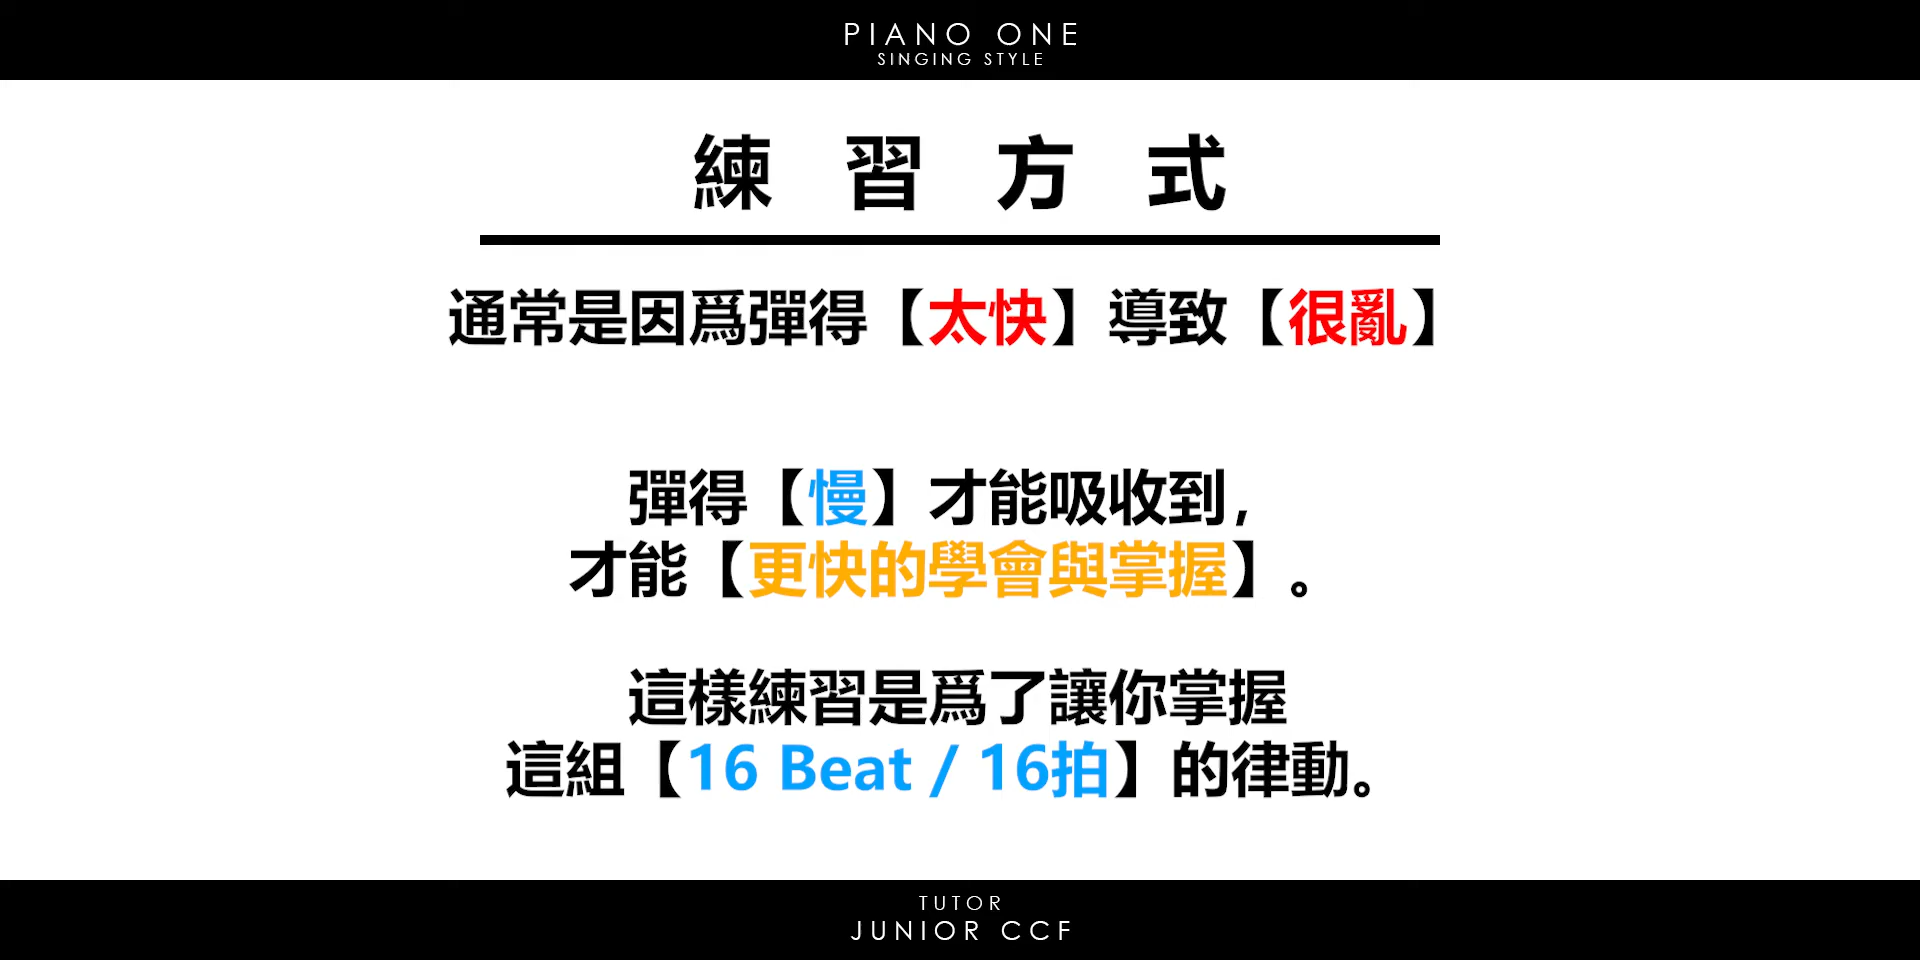 PIANO ONE
SINGING STYLE
練習方式
通常是因爲彈得【太快】導致【很亂】
彈得【慢】才能吸收到，
才能【更快的學會與掌握】。
這樣練習是爲了讓你掌握
這組【16 Beat / 16拍】的律動。
TUTOR
JUNIOR CCF